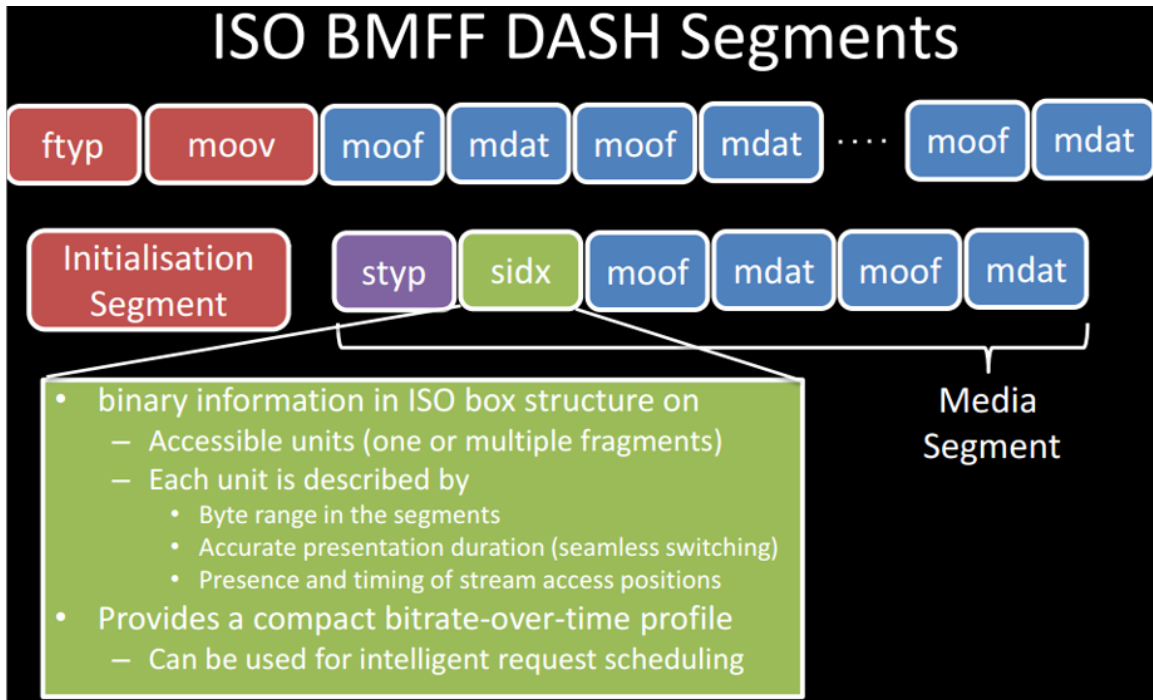 ISO BMFF DASH Segments
ftyp moov moof mdat moof mdat .... moof mdat
Initialisation
Segment
styp sidx moof mdat moof mdat
• binary information in ISO box structure on
– Accessible units (one or multiple fragments)
– Each unit is described by
• Byte range in the segments
• Accurate presentation duration (seamless switching)
• Presence and timing of stream access positions
• Provides a compact bitrate-over-time profile
– Can be used for intelligent request scheduling
Media
Segment